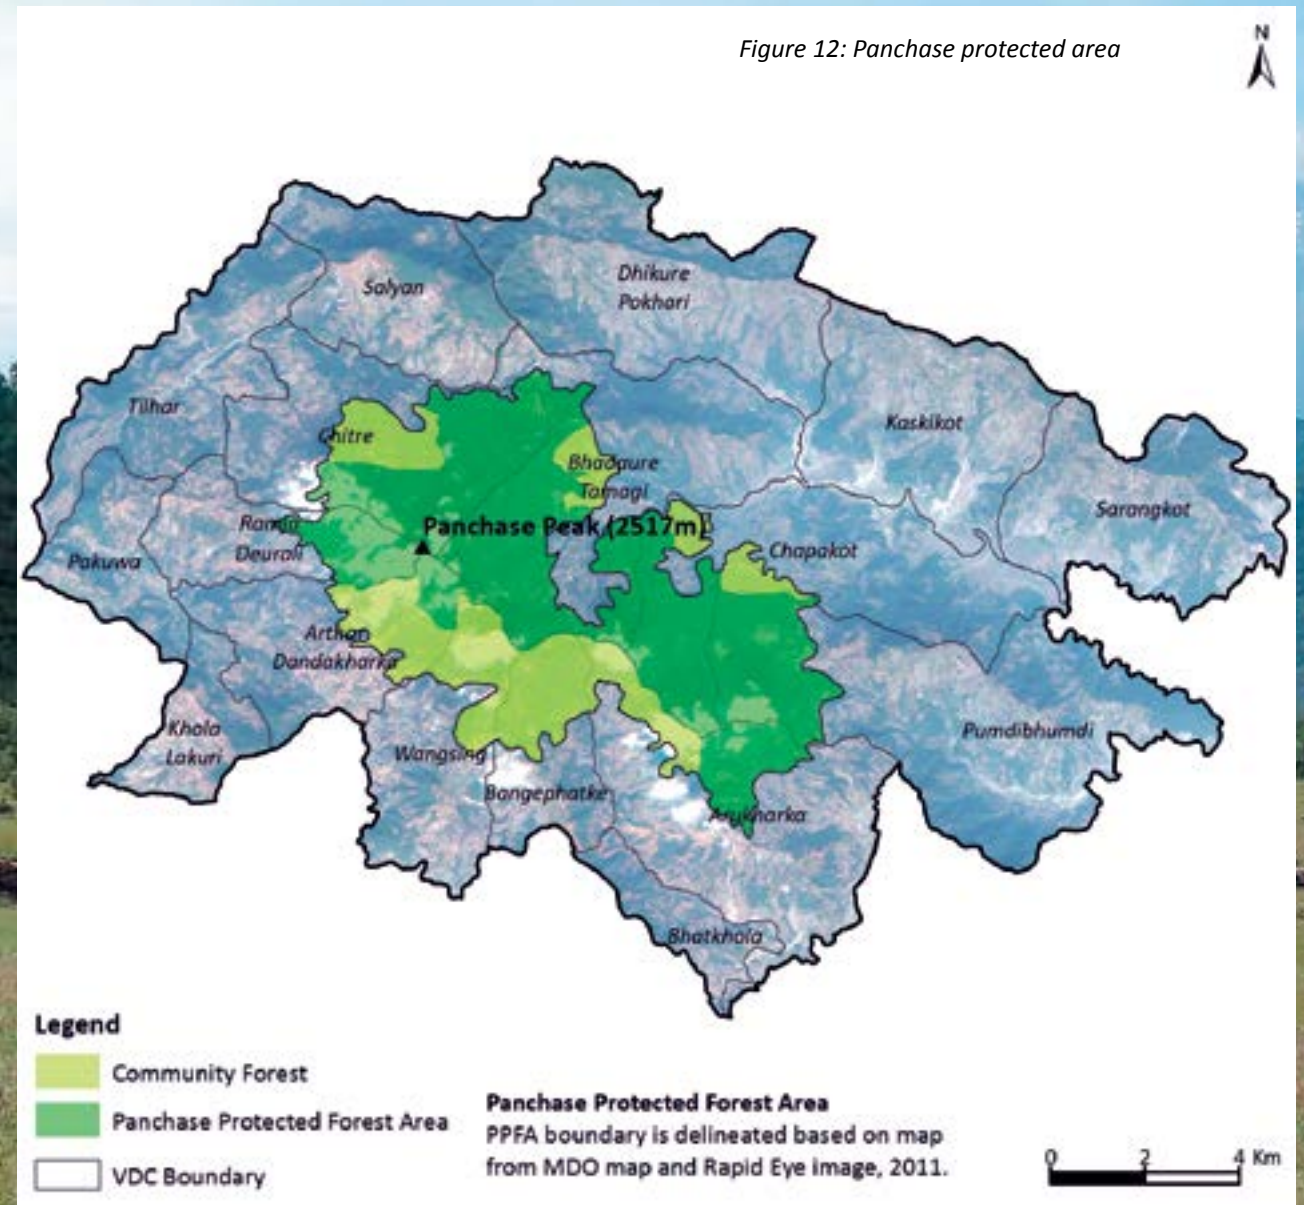 Figure 12: Panchase protected area
N
Salyan
Dhikure
Pokhari
Tilhar
Chitre
Kaskikot
Bhadaure
Tamagi
Sarangkot
Panchase Peak (2517m)
Ramja
Deurali
Pakuwa
Chapakot
Arthar
Dandakharka
Khola
Lakuri
Wangsing
Pumdibhumdi
Bangephatke
Arukharka
Bhatkhola
Legend
Community Forest
Panchase Protected Forest Area
VDC Boundary
Panchase Protected Forest Area
PPFA boundary is delineated based on map
from MDO map and Rapid Eye image, 2011.
0 2 4 Km